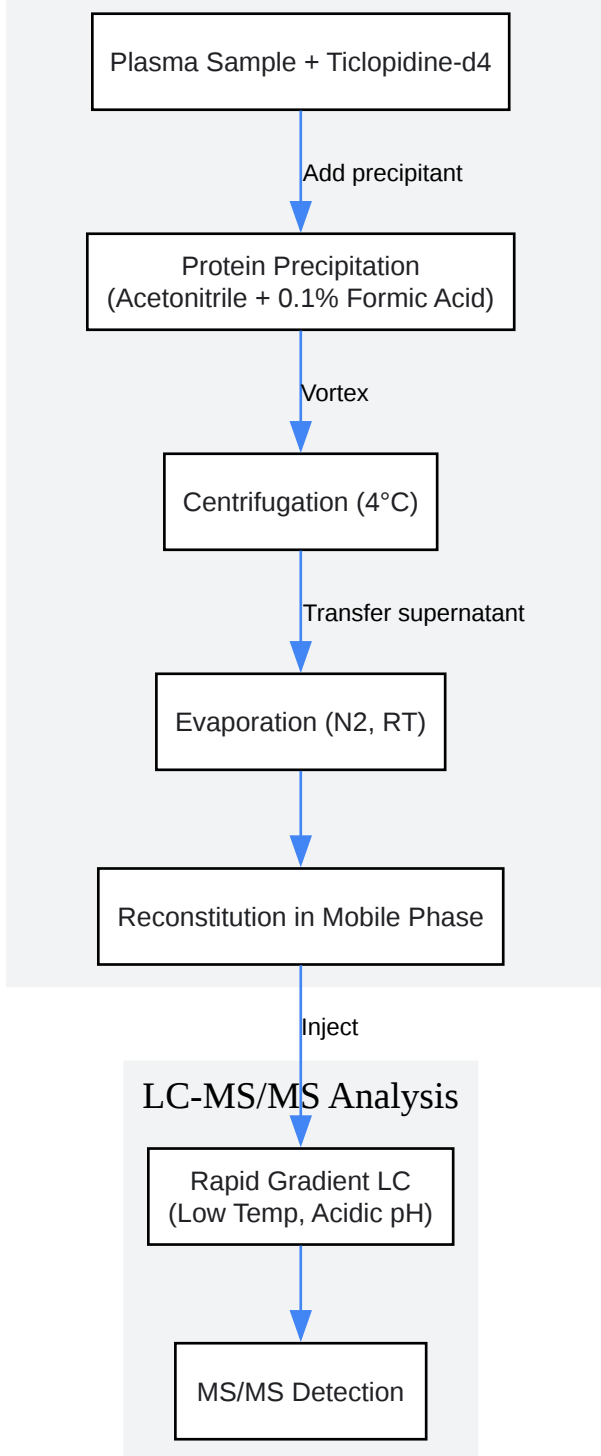 Plasma Sample + Ticlopidine-d4
Add precipitant
Protein Precipitation
(Acetonitrile + 0.1% Formic Acid)
Vortex
Centrifugation (4°C)
Transfer supernatant
Evaporation (N2, RT)
Reconstitution in Mobile Phase
Inject
LC-MS/MS Analysis
Rapid Gradient LC
(Low Temp, Acidic pH)
MS/MS Detection